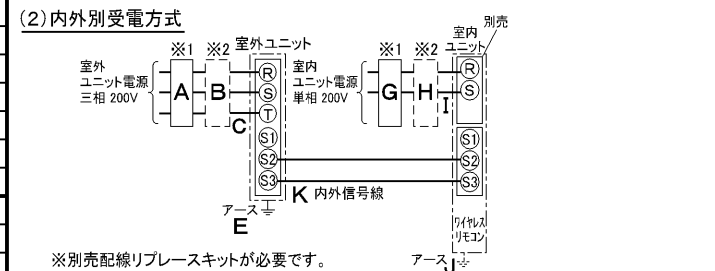 (2)内外別受電方式
※1 ※2 室外ユニット
室外
ユニット電源
三相 200V
A
B
C
R
S
T
S1
S2
S3
K 内外信号線
アース
E
※1 ※2 室内ユニット
別売
室内
ユニット電源
単相 200V
G
H
I
R
S
S1
S2
S3
ワイヤレス
リモコン
アース
J
※別売配線リプレースキットが必要です。